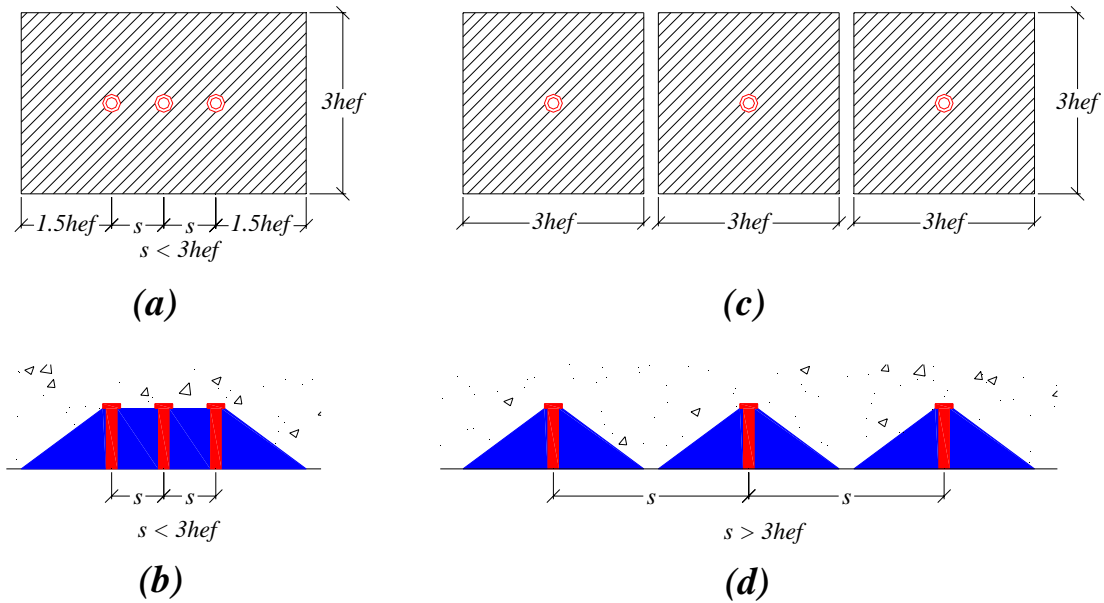 3hef
1.5hef s s 1.5hef
s < 3hef
(a)
3hef
3hef 3hef 3hef
(c)
s s
s < 3hef
(b)
s s
s > 3hef
(d)